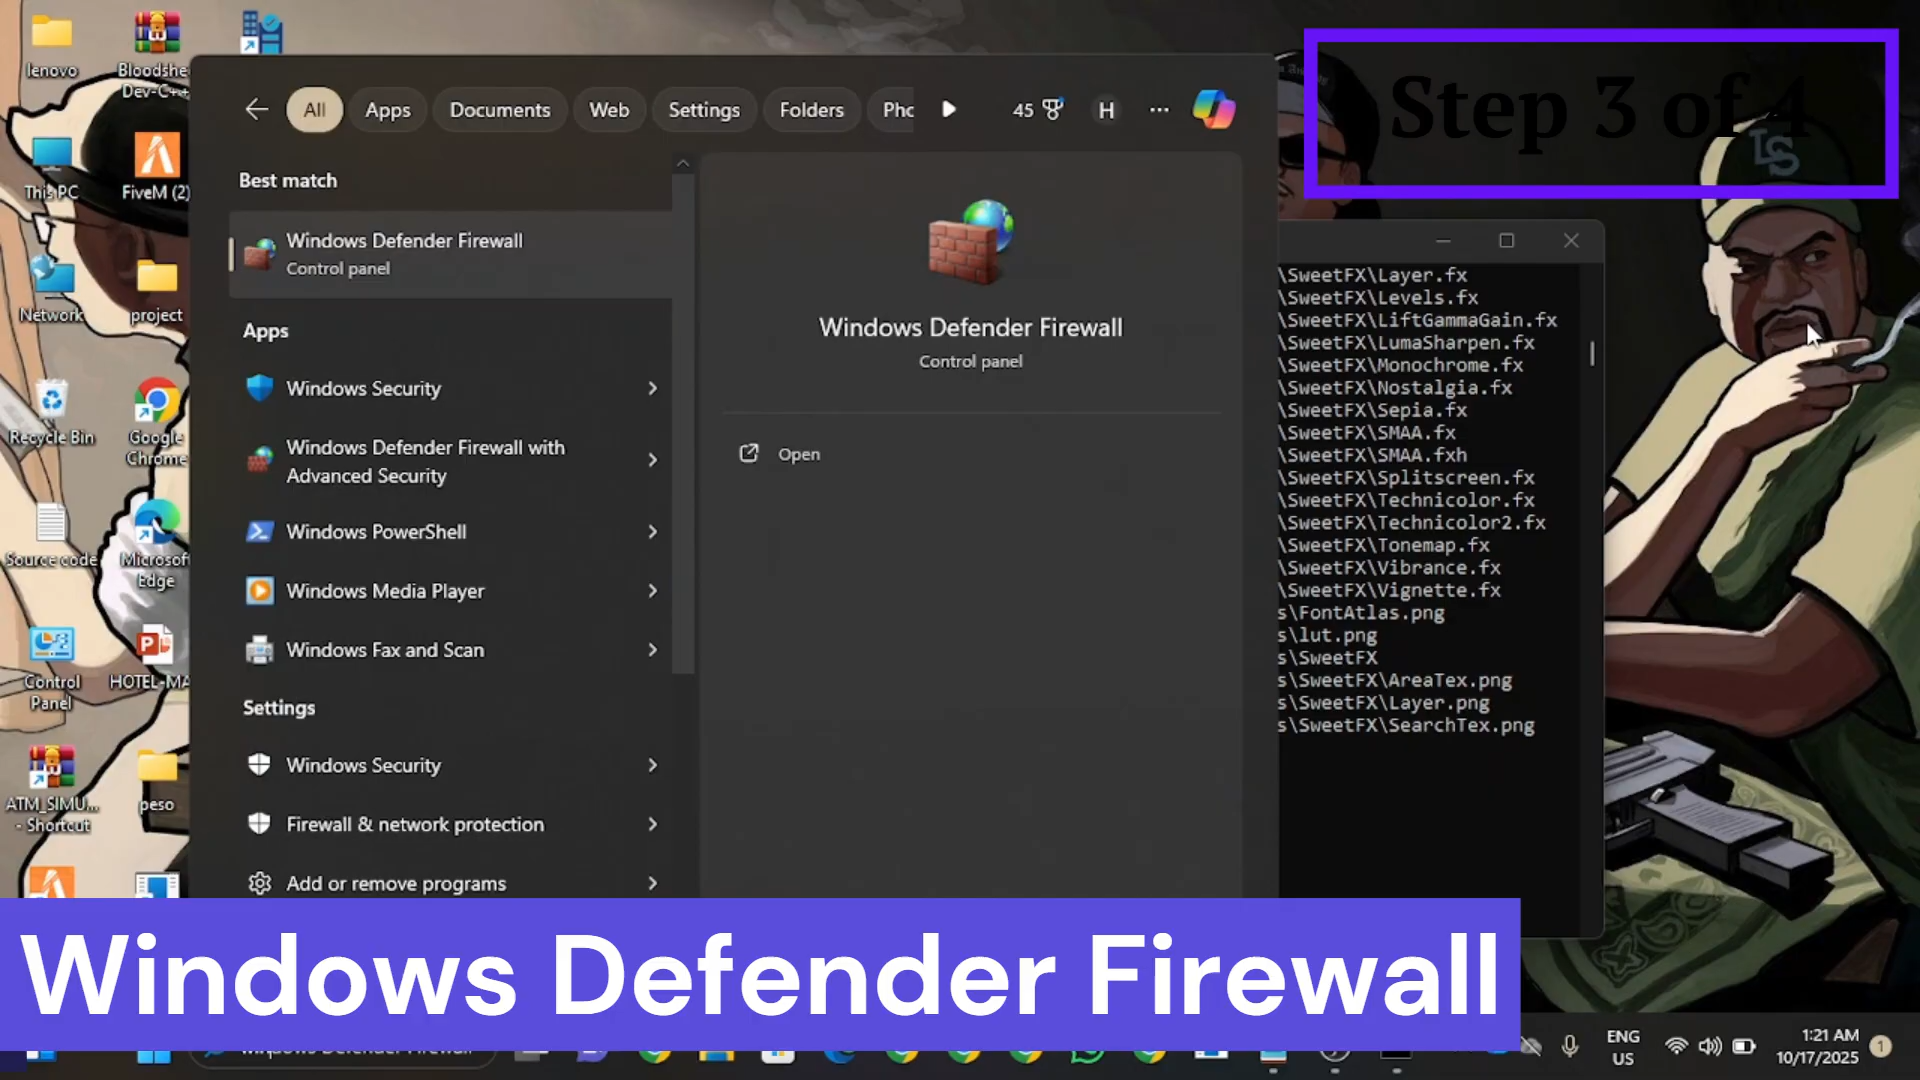 lenovo
Bloodshe
Dev-C++
This PC
FiveM (2)
Network
project
Recycle Bin
Google
Chrome
Source code
Microsof
Edge
Control
Panel
HOTEL-MA
ATM_SIMU...
- Shortcut
peso
All
Apps
Documents
Web
Settings
Folders
Phc
45
H
Best match
Windows Defender Firewall
Control panel
Apps
Windows Security
Windows Defender Firewall with
Advanced Security
Windows PowerShell
Windows Media Player
Windows Fax and Scan
Settings
Windows Security
Firewall & network protection
Add or remove programs
Windows Defender Firewall
Control panel
Open
Step 3 of 4
LS
\SweetFX\Layer.fx
\SweetFX\Levels.fx
\SweetFX\LiftGammaGain.fx
\SweetFX\LumaSharpen.fx
\SweetFX\Monochrome.fx
\SweetFX\Nostalgia.fx
\SweetFX\Sepia.fx
\SweetFX\SMAA.fx
\SweetFX\SMAA.fxh
\SweetFX\Splitscreen.fx
\SweetFX\Technicolor.fx
\SweetFX\Technicolor2.fx
\SweetFX\Tonemap.fx
\SweetFX\Vibrance.fx
\SweetFX\Vignette.fx
s\FontAtlas.png
s\lut.png
s\SweetFX
s\SweetFX\AreaTex.png
s\SweetFX\Layer.png
s\SweetFX\SearchTex.png
Windows Defender Firewall
ENG
US
1:21 AM
10/17/2025
1